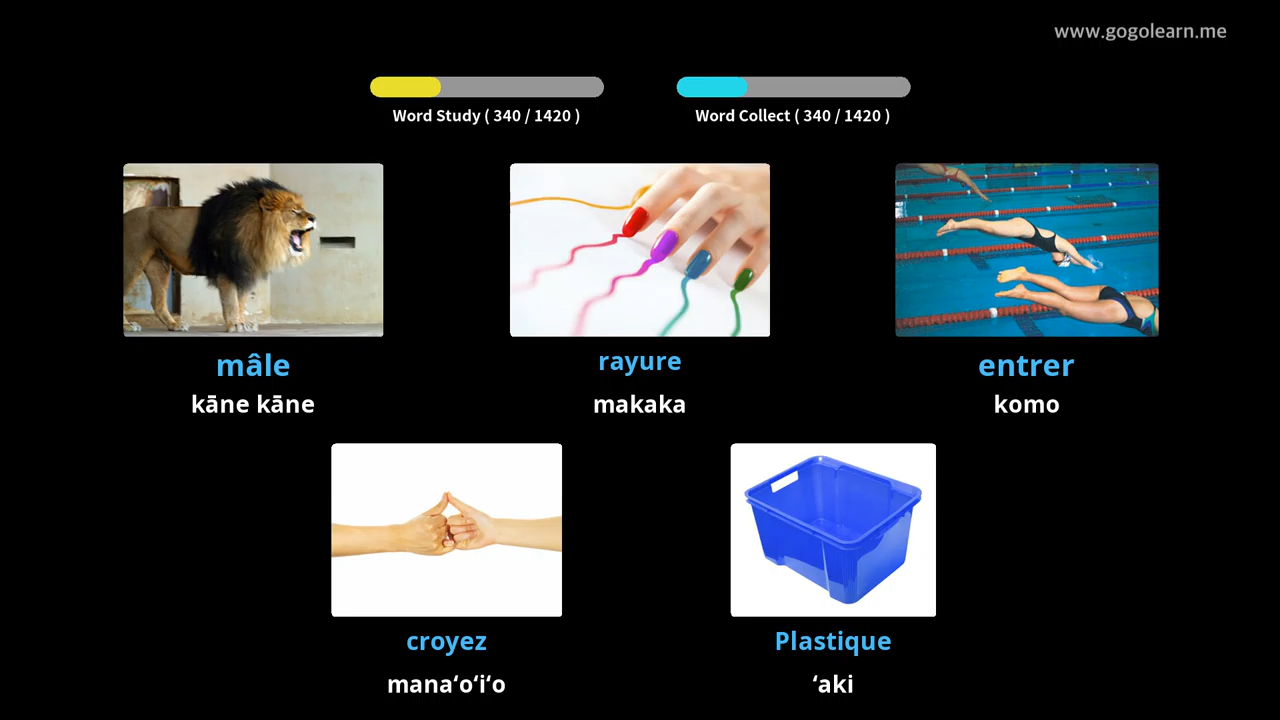 www.gogolearn.me
Word Study ( 340 / 1420 )
Word Collect ( 340 / 1420 )
mâle
kāne kāne
rayure
makaka
entrer
komo
croyez
manaʻoʻiʻo
Plastique
ʻaki